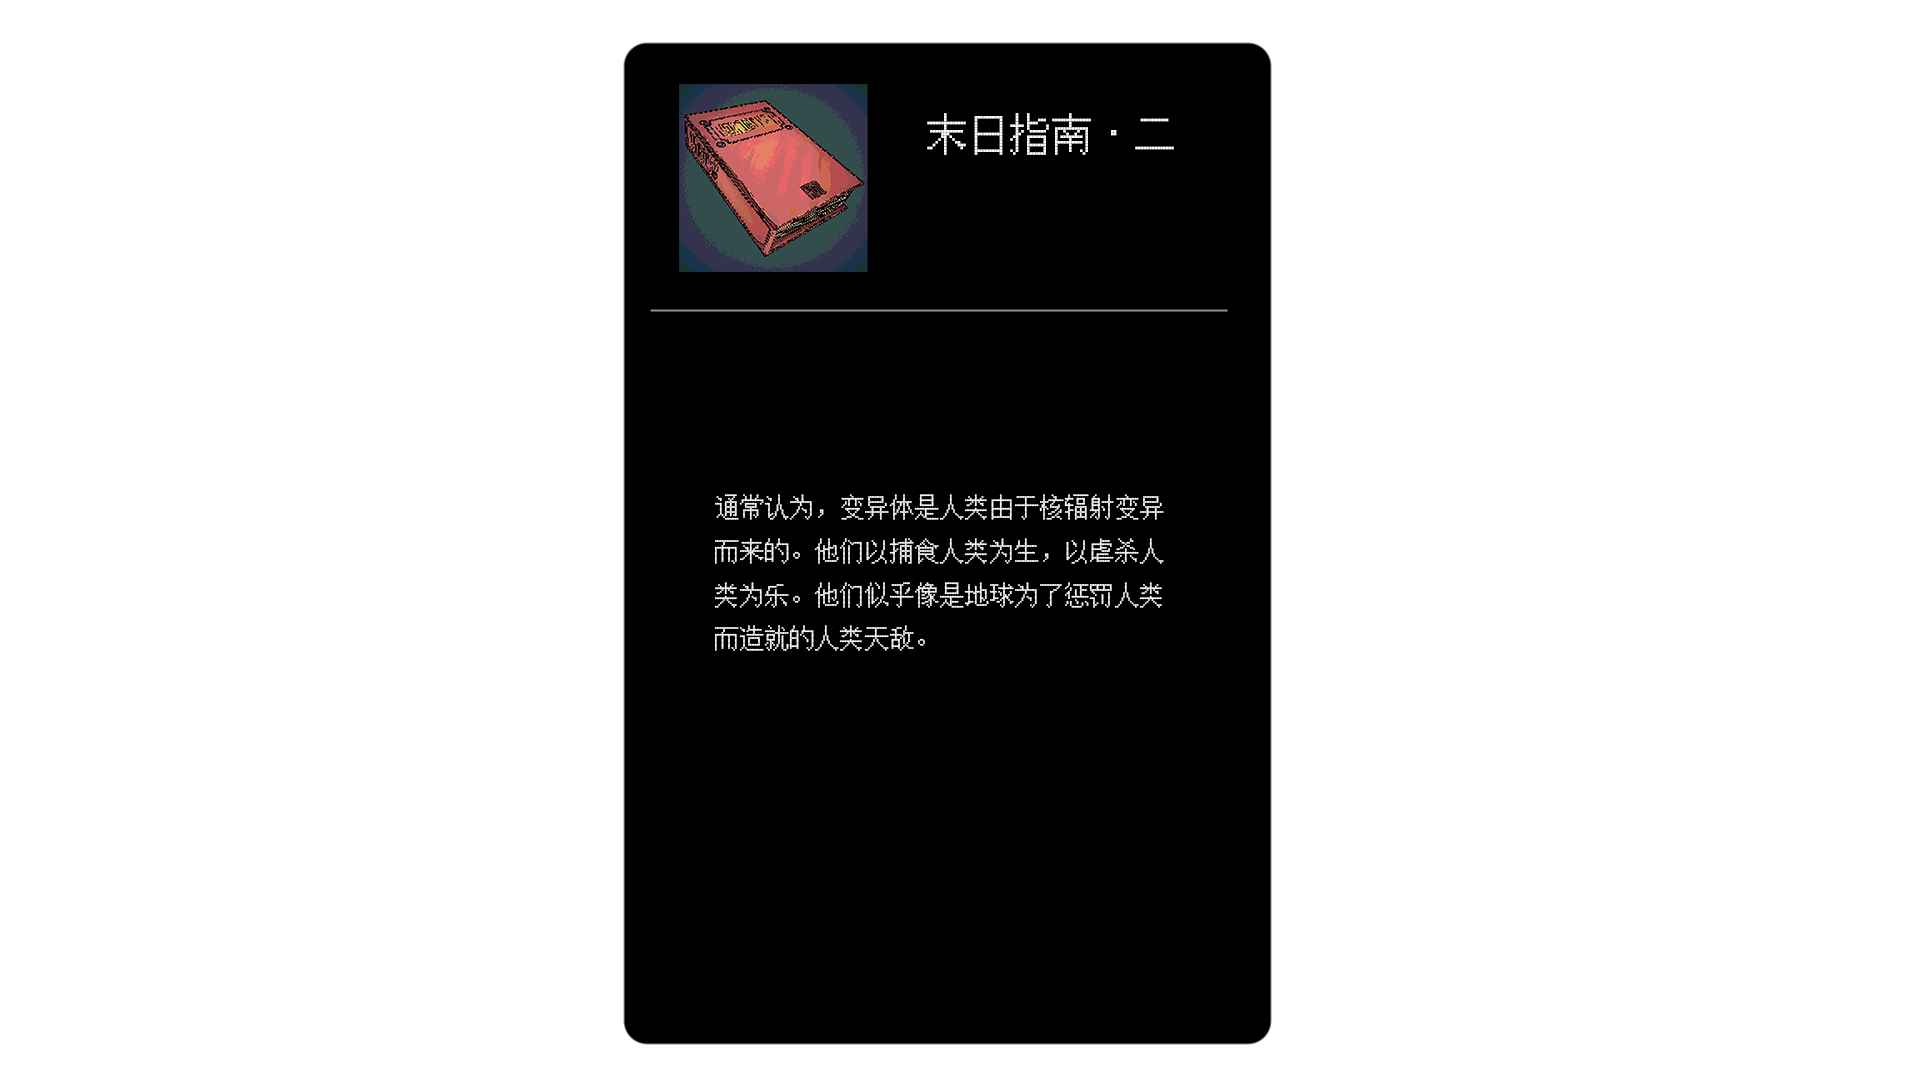 末日指南·二
通常认为，变异体是人类由于核辐射变异
而来的。他们以捕食人类为生，以虐杀人
类为乐。他们似乎像是地球为了惩罚人类
而造就的人类天敌。